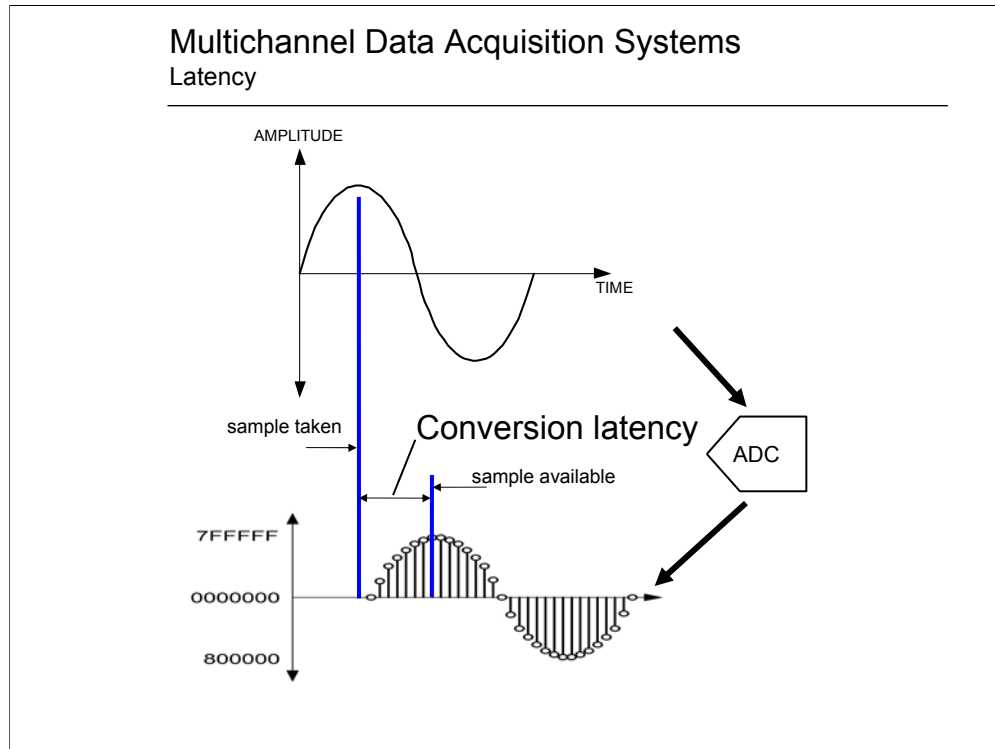 Multichannel Data Acquisition Systems
Latency
AMPLITUDE
TIME
sample taken
Conversion latency
ADC
sample available
7FFFFF
0000000
800000